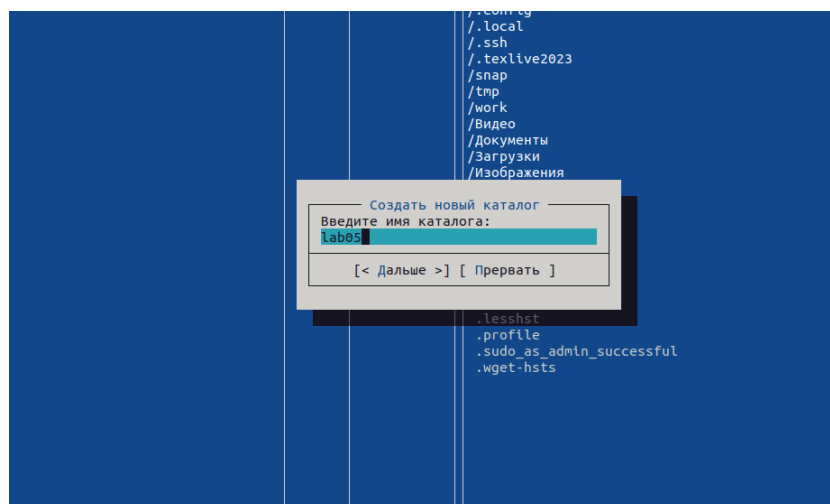 /.config
/.local
/.ssh
/.texlive2023
/snap
/tmp
/work
/Видео
/Документы
/Загрузки
/Изображения
Создать новый каталог
Введите имя каталога:
lab05
[< Дальше >] [ Прервать ]
.lesshst
.profile
.sudo_as_admin_successful
.wget-hsts